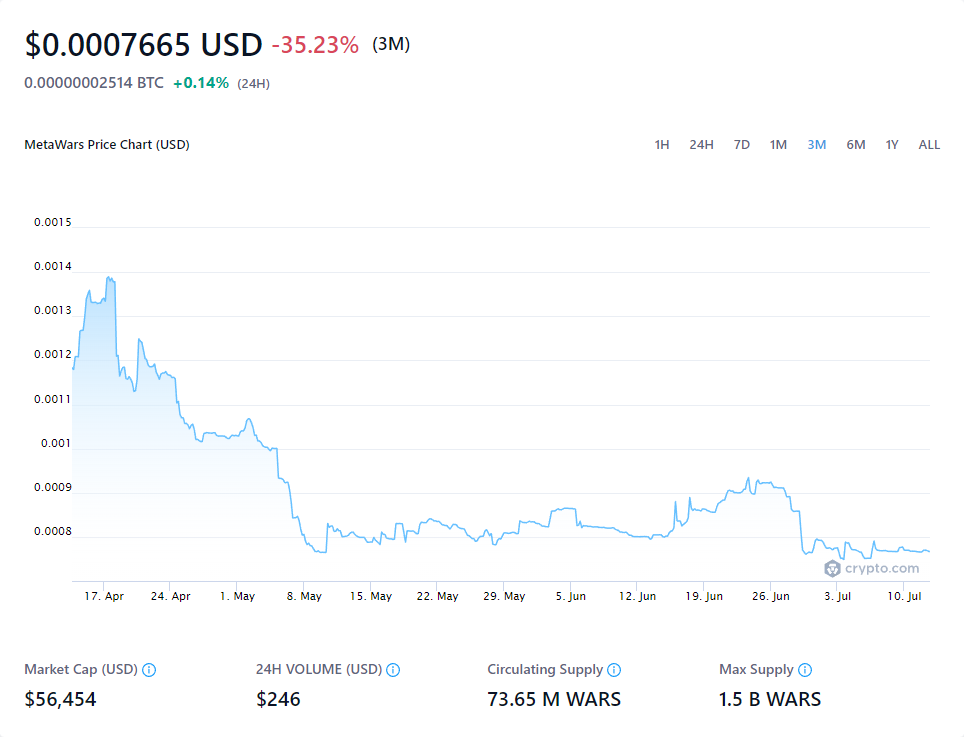 $0.0007665 USD -35.23% (3M)
0.00000002514 BTC +0.14% (24H)
MetaWars Price Chart (USD) 1H 24H 7D 1M 3M 6M 1Y ALL
0.0015
0.0014
0.0013
0.0012
0.0011
0.001
0.0009
0.0008
crypto.com
17. Apr 24. Apr 1. May 8. May 15. May 22. May 29. May 5. Jun 12. Jun 19. Jun 26. Jun 3. Jul 10. Jul
Market Cap (USD) 24H VOLUME (USD) Circulating Supply Max Supply
$56,454 $246 73.65 M WARS 1.5 B WARS